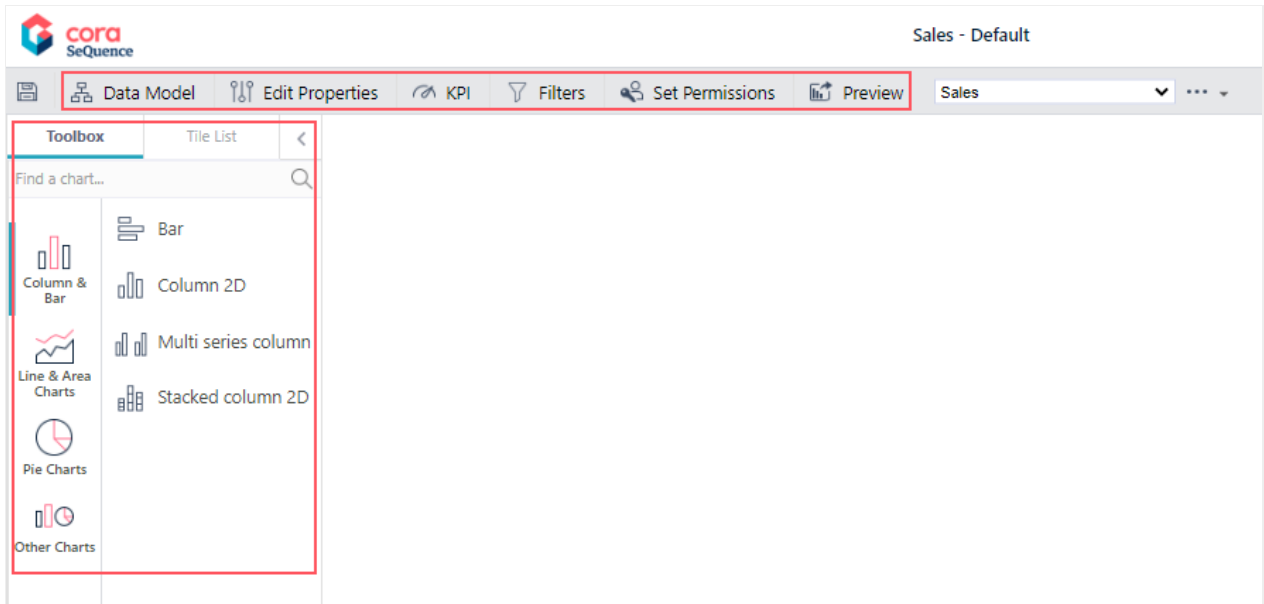 cora
SeQuence
Sales - Default
Data Model Edit Properties KPI Filters Set Permissions Preview Sales
Toolbox Tile List
Find a chart...
Column &
Bar
Line & Area
Charts
Pie Charts
Other Charts
Bar
Column 2D
Multi series column
Stacked column 2D